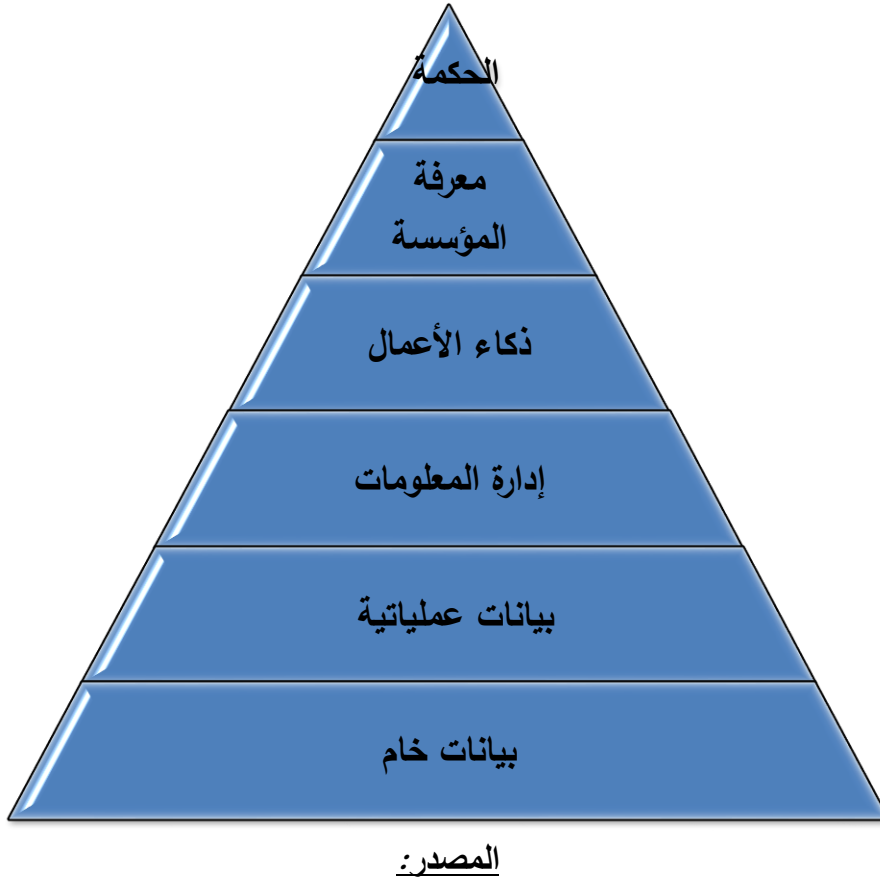 الحكمة
معرفة
المؤسسة
ذكاء الأعمال
إدارة المعلومات
بيانات عملياتية
بيانات خام
المصدر: